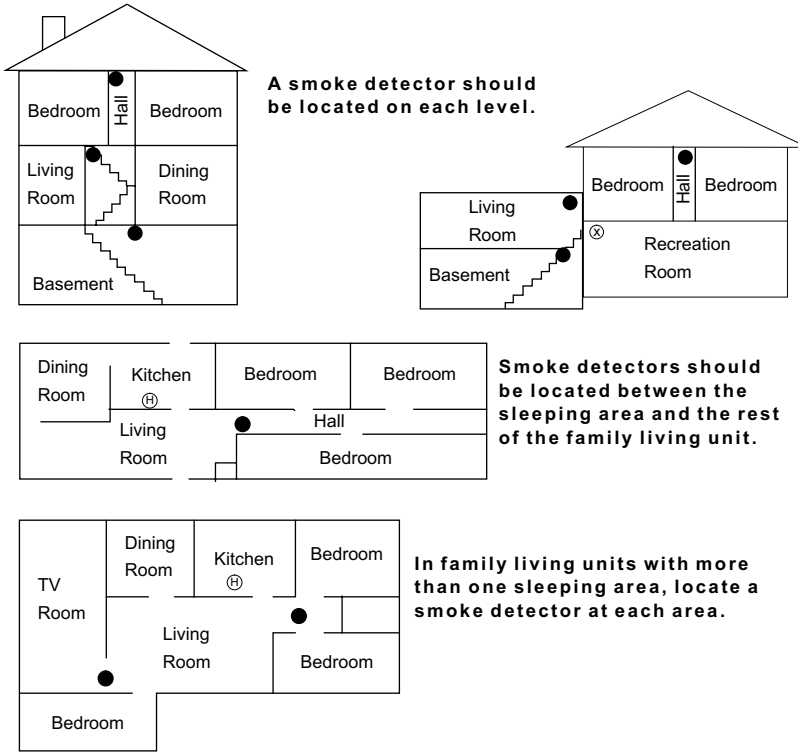 A smoke detector should
be located on each level.
Bedroom
Hall
Bedroom
Living
Room
Dining
Room
Basement
Bedroom
Hall
Bedroom
Living
Room
X
Recreation
Room
Basement
Dining
Room
Kitchen
H
Bedroom
Bedroom
Living
Room
Hall
Bedroom
Smoke detectors should
be located between the
sleeping area and the rest
of the family living unit.
TV
Room
Dining
Room
Kitchen
H
Bedroom
Living
Room
Bedroom
Bedroom
In family living units with more
than one sleeping area, locate a
smoke detector at each area.